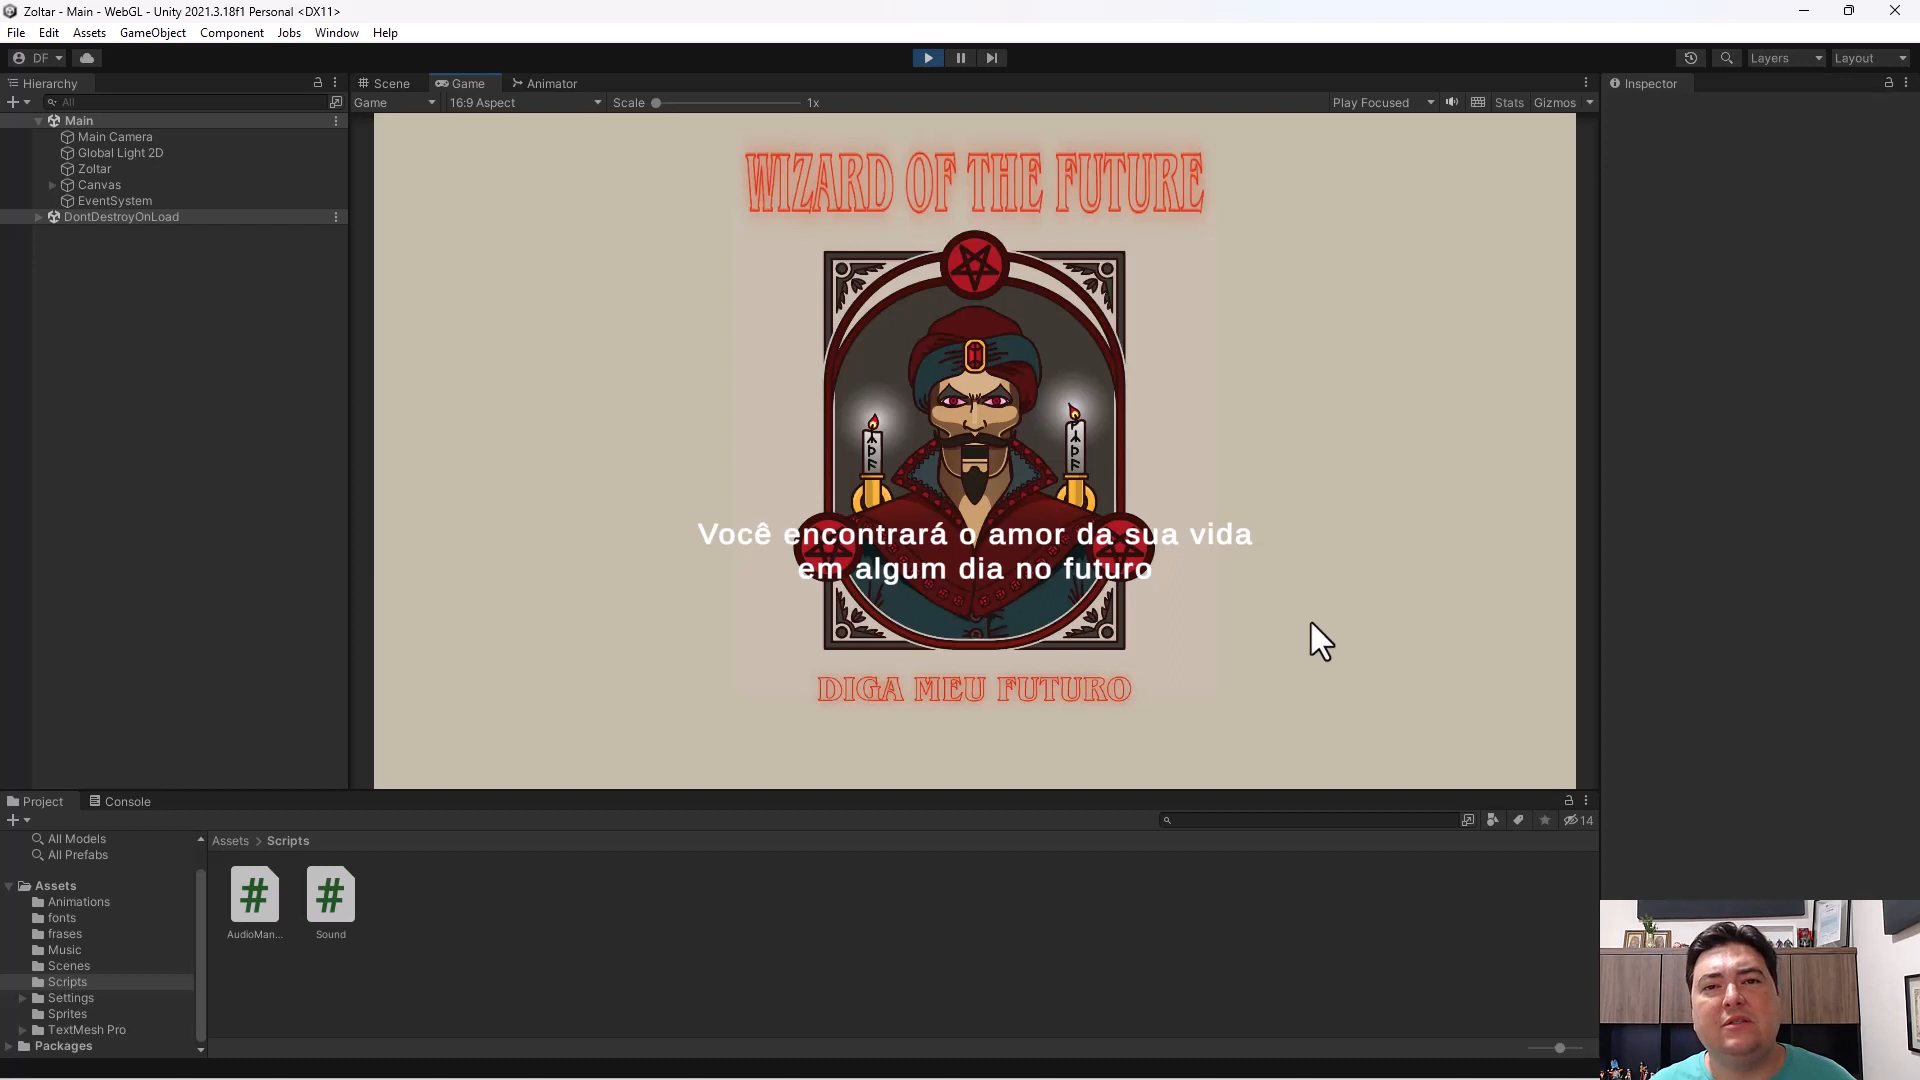 Zoltar - Main - WebGL - Unity 2021.3.18f1 Personal <DX11>
File Edit Assets GameObject Component Jobs Window Help
DF Layers Layout
Hierarchy Scene Game Animator Inspector
All Game 16:9 Aspect Scale 1x Play Focused Stats Gizmos
Main
Main Camera
Global Light 2D
Zoltar
Canvas
EventSystem
DontDestroyOnLoad
WIZARD OF THE FUTURE
Você encontrará o amor da sua vida
em algum dia no futuro
DIGA MEU FUTURO
Project Console
14
All Models
All Prefabs
Assets
Animations
fonts
frases
Music
Scenes
Scripts
Settings
Sprites
TextMesh Pro
Packages
Assets > Scripts
AudioMan... Sound